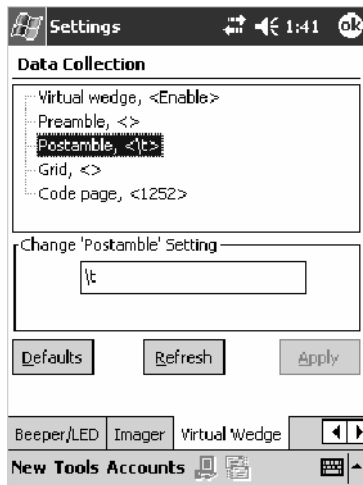 Settings 1:41 ok
Data Collection
Virtual wedge, <Enable>
Preamble, <>
Postamble, <\t>
Grid, <>
Code page, <1252>
Change 'Postamble' Setting
\t
Defaults Refresh Apply
Beeper/LED Imager Virtual Wedge
New Tools Accounts